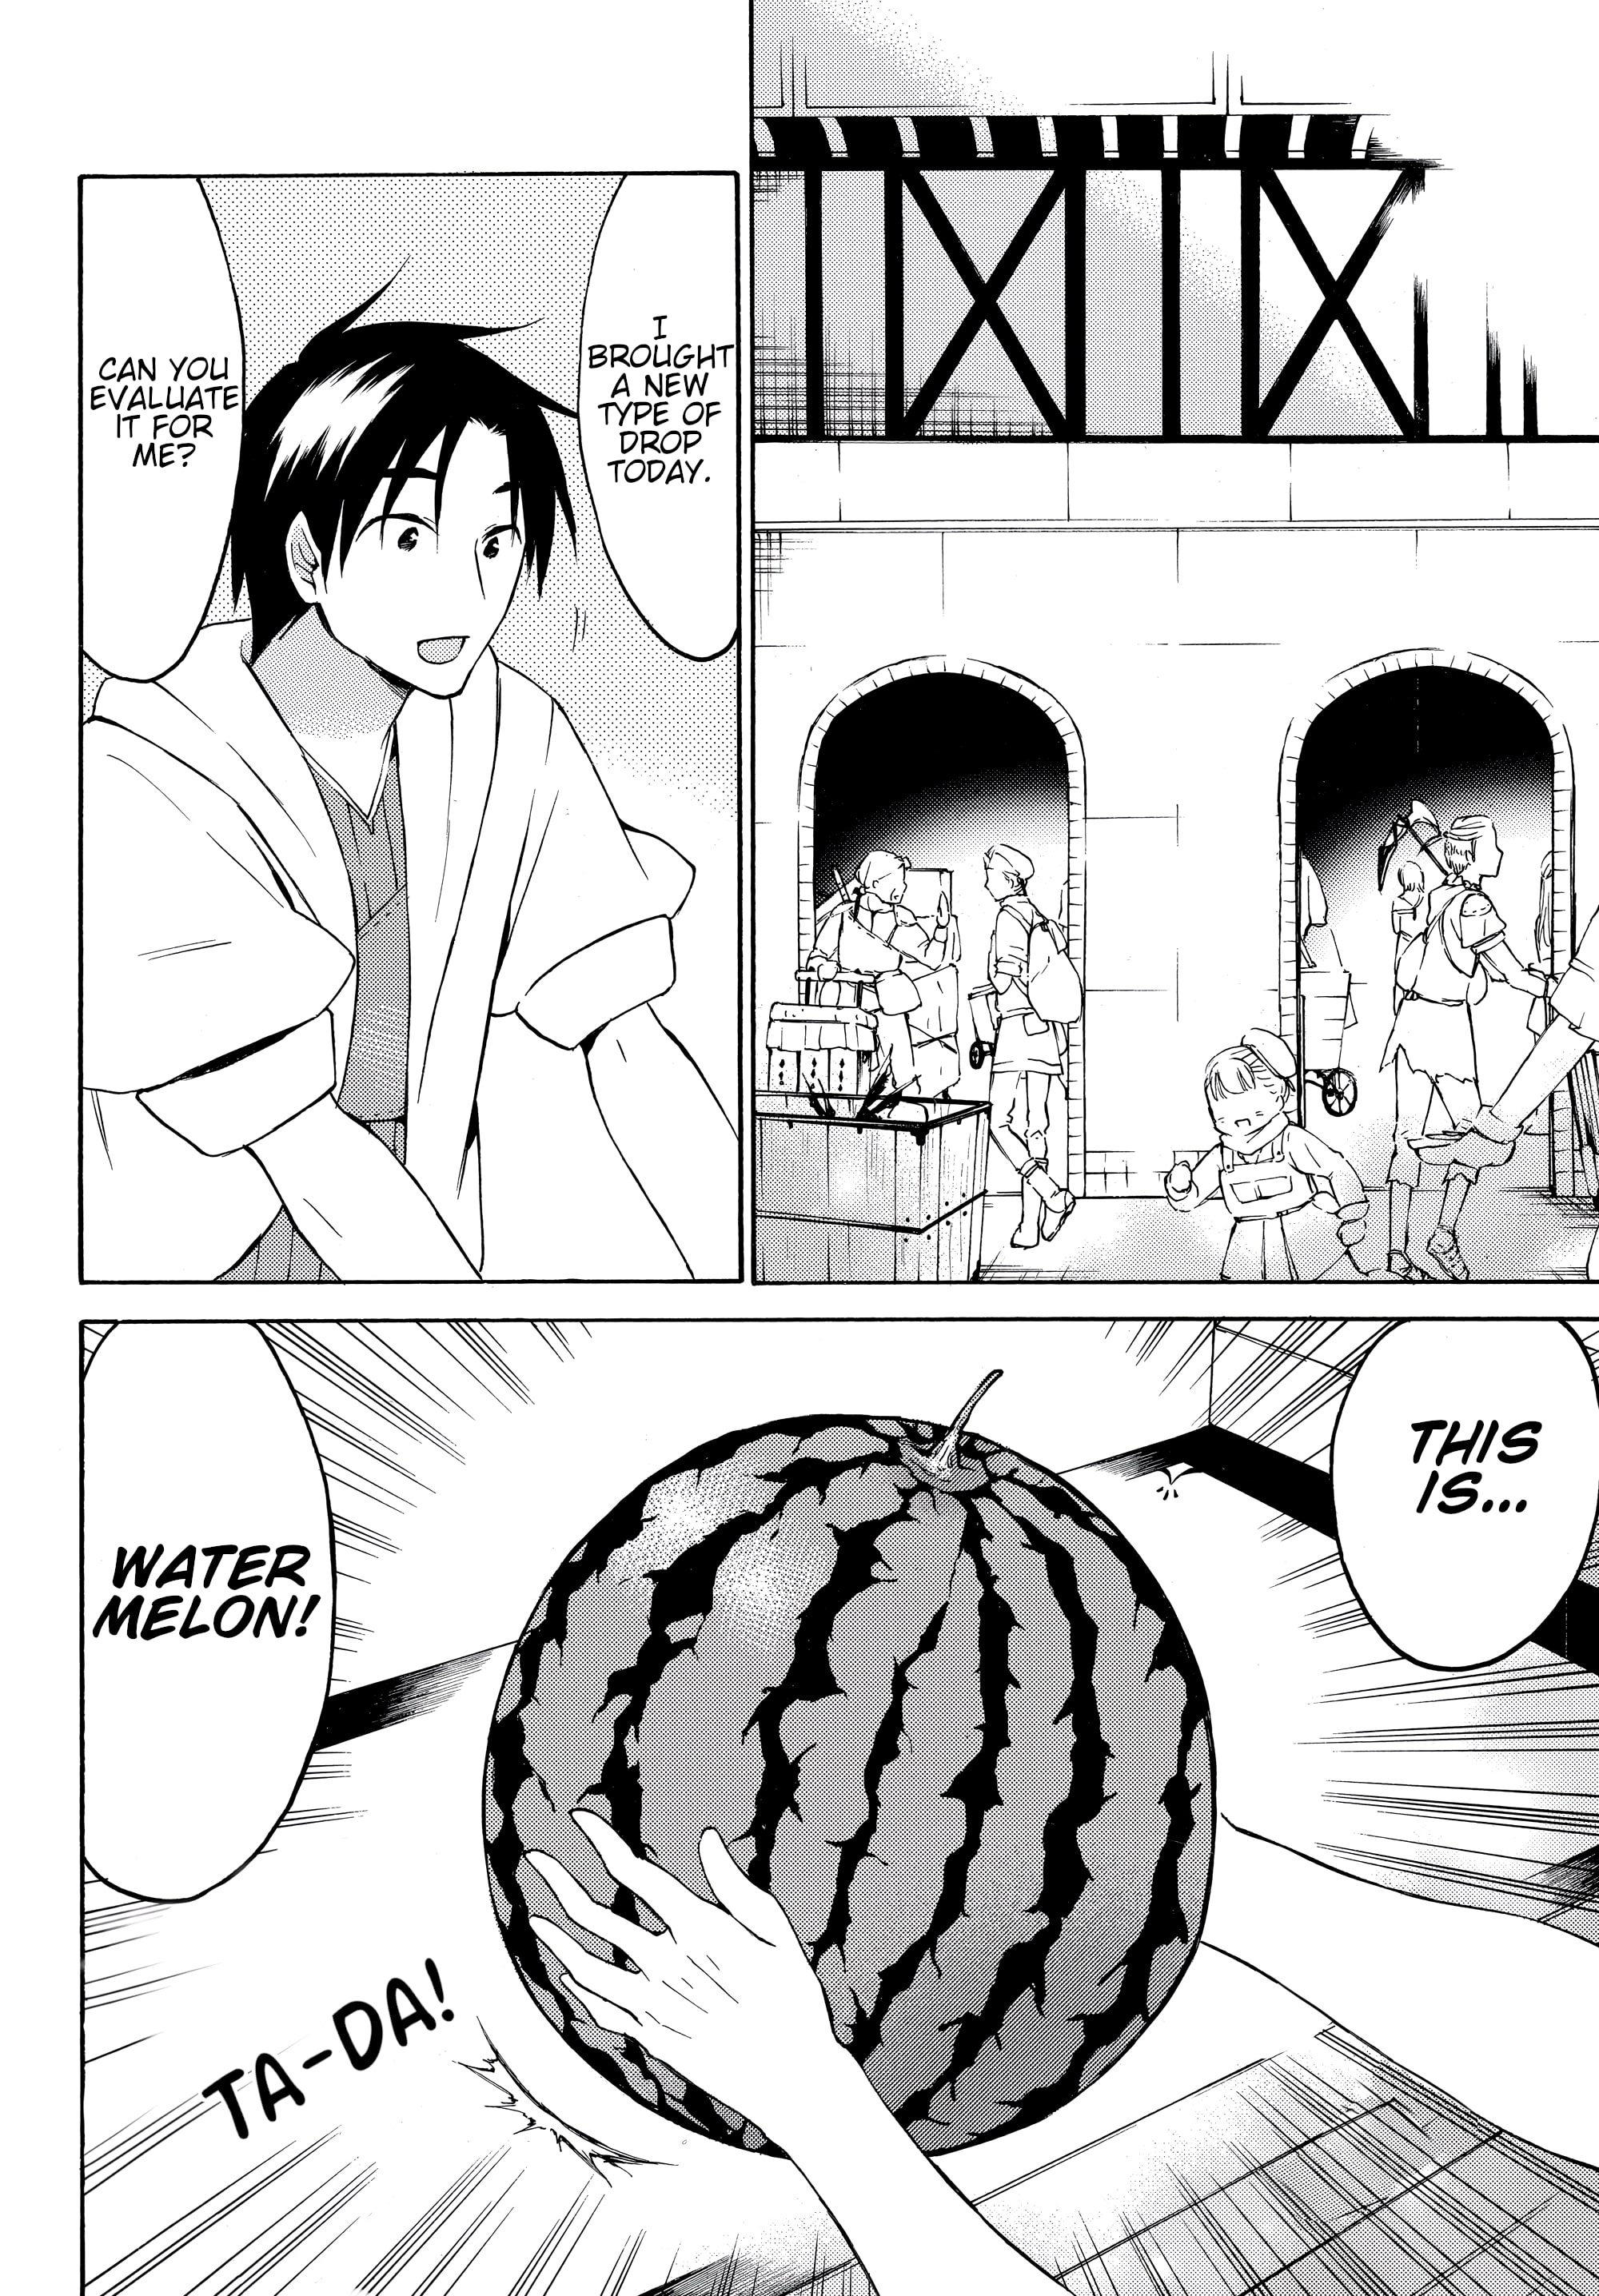 I
BROUGHT
A NEW
TYPE OF
DROP
TODAY.
CAN YOU
EVALUATE
IT FOR
ME?
THIS
IS...
WATER
MELON!
TA-DA!